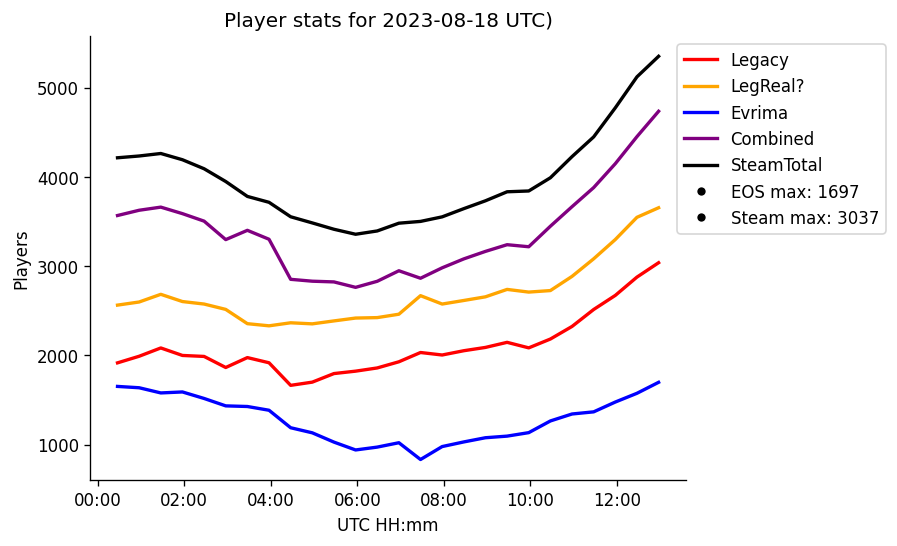 Player stats for 2023-08-18 UTC)
Legacy
LegReal?
Evrima
Combined
SteamTotal
EOS max: 1697
Steam max: 3037
Players
5000
4000
3000
2000
1000
00:00 02:00 04:00 06:00 08:00 10:00 12:00
UTC HH:mm